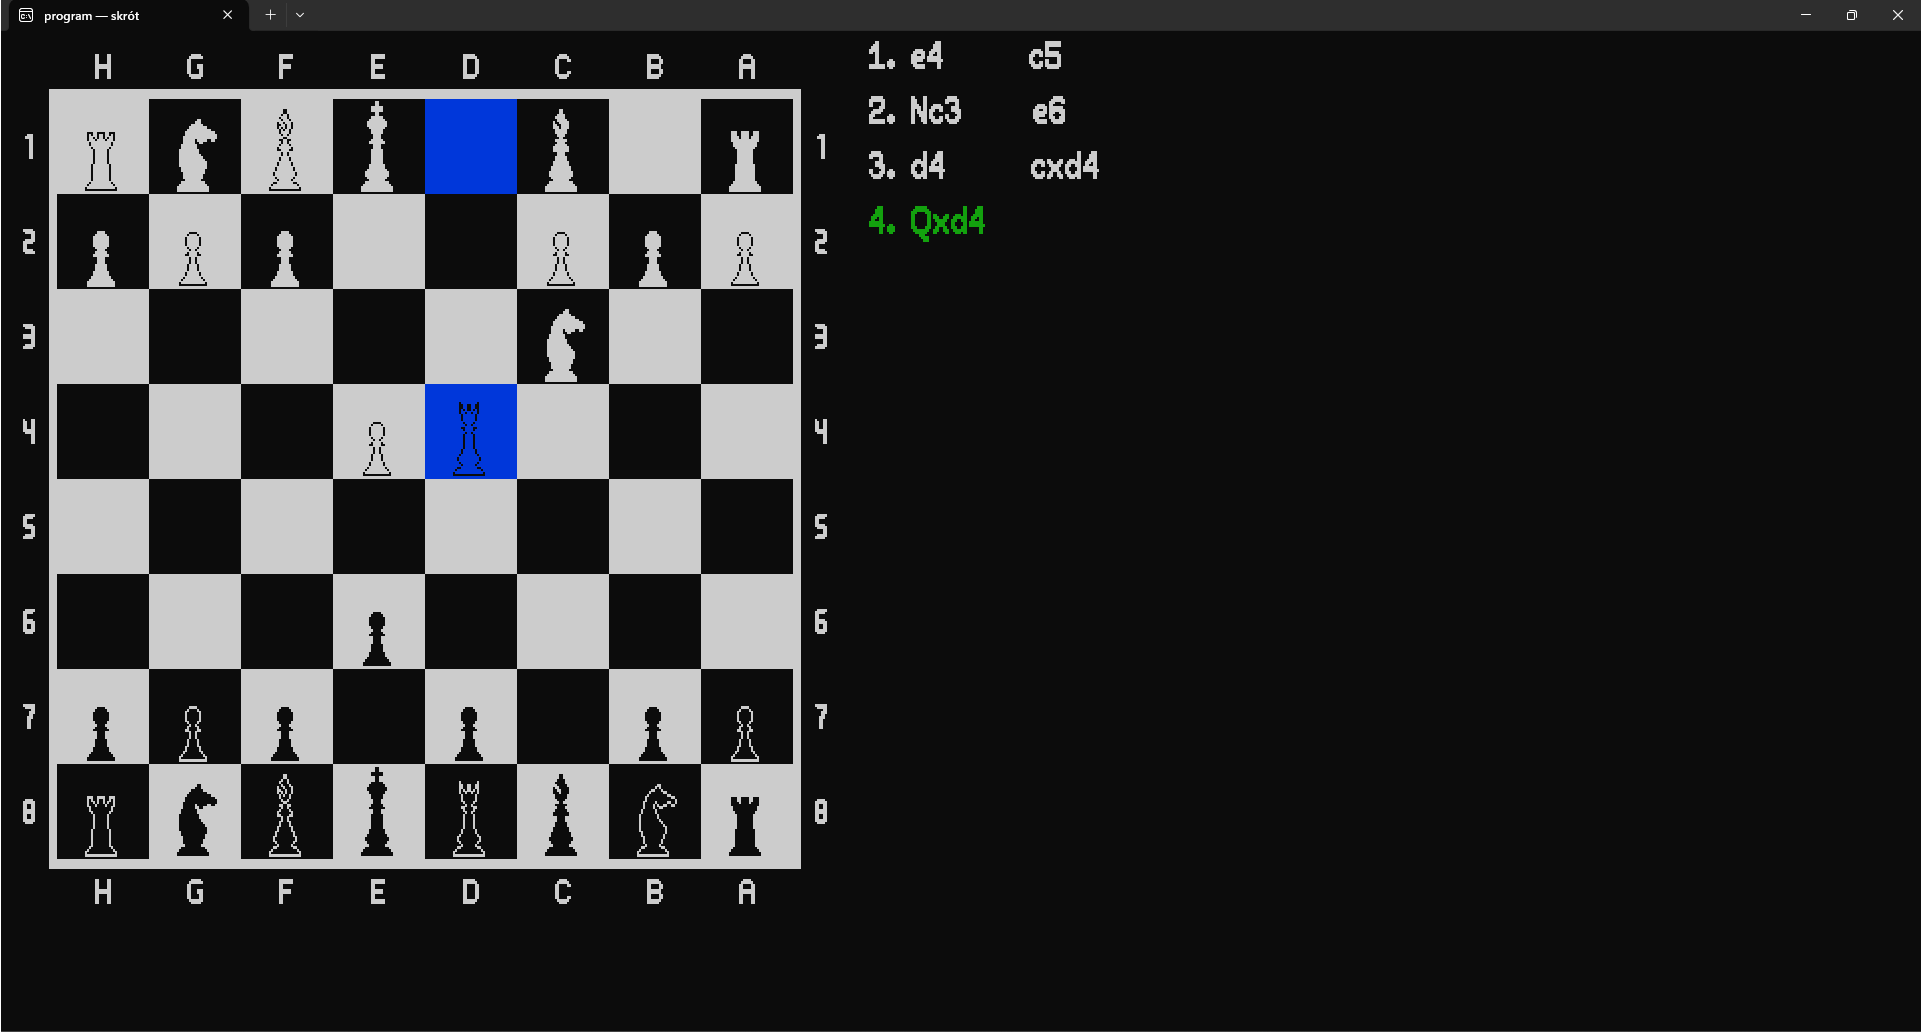 program — skrót
H G F E D C B A
1. e4 c5
2. Nc3 e6
3. d4 cxd4
4. Qxd4
1 1
2 2
3 3
4 4
5 5
6 6
7 7
8 8
H G F E D C B A